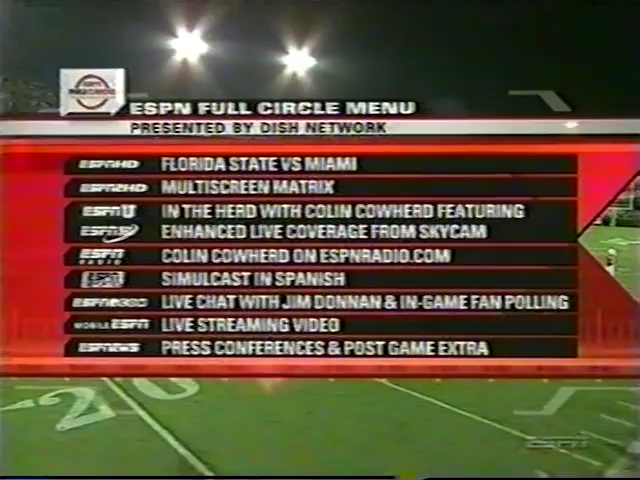 ESPN FULL CIRCLE MENU
PRESENTED BY DISH NETWORK
ESPNHD FLORIDA STATE VS MIAMI
ESPN2HD MULTISCREEN MATRIX
ESPNU IN THE HERD WITH COLIN COWHERD FEATURING
ENHANCED LIVE COVERAGE FROM SKYCAM
ESPN RADIO COLIN COWHERD ON ESPNRADIO.COM
SIMULCAST IN SPANISH
ESPN360 LIVE CHAT WITH JIM DONNAN & IN-GAME FAN POLLING
MOBILE ESPN LIVE STREAMING VIDEO
ESPNEWS PRESS CONFERENCES & POST GAME EXTRA
20
ESPN